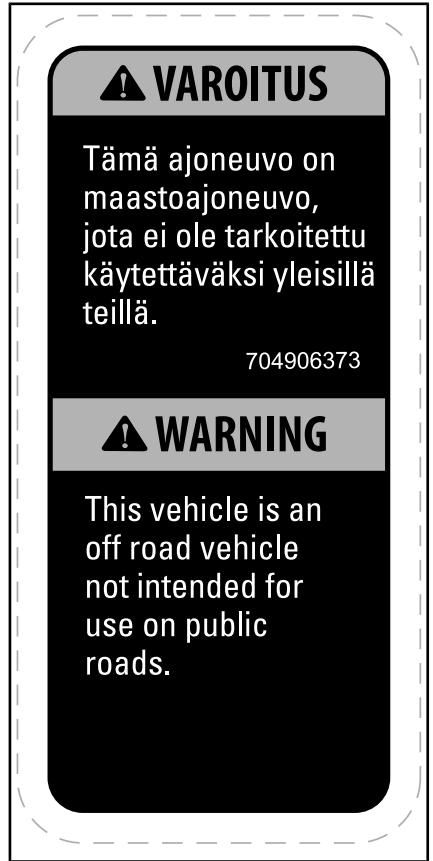 VAROITUS
Tämä ajoneuvo on
maastoajoneuvo,
jota ei ole tarkoitettu
käytettäväksi yleisillä
teillä.
704906373
WARNING
This vehicle is an
off road vehicle
not intended for
use on public
roads.